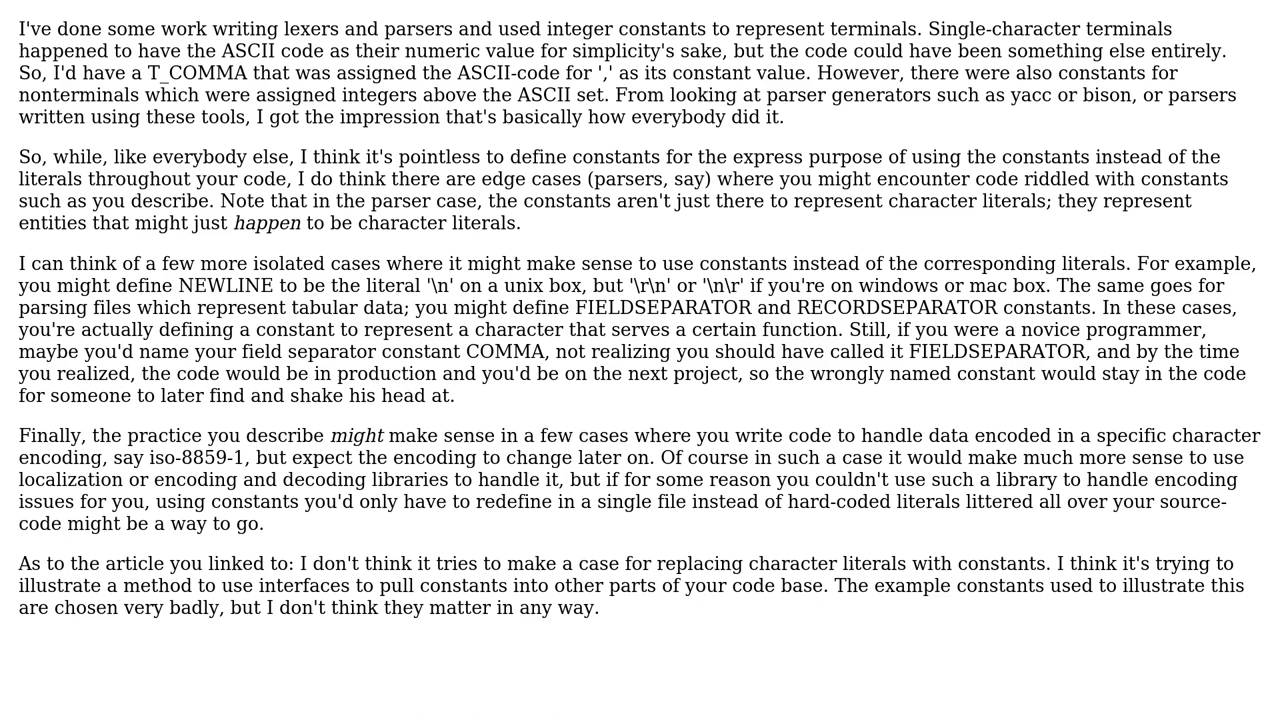 I've done some work writing lexers and parsers and used integer constants to represent terminals. Single-character terminals
happened to have the ASCII code as their numeric value for simplicity's sake, but the code could have been something else entirely.
So, I'd have a T_COMMA that was assigned the ASCII-code for ',' as its constant value. However, there were also constants for
nonterminals which were assigned integers above the ASCII set. From looking at parser generators such as yacc or bison, or parsers
written using these tools, I got the impression that's basically how everybody did it.
So, while, like everybody else, I think it's pointless to define constants for the express purpose of using the constants instead of the
literals throughout your code, I do think there are edge cases (parsers, say) where you might encounter code riddled with constants
such as you describe. Note that in the parser case, the constants aren't just there to represent character literals; they represent
entities that might just happen to be character literals.
I can think of a few more isolated cases where it might make sense to use constants instead of the corresponding literals. For example,
you might define NEWLINE to be the literal '\n' on a unix box, but '\r\n' or '\n\r' if you're on windows or mac box. The same goes for
parsing files which represent tabular data; you might define FIELDSEPARATOR and RECORDSEPARATOR constants. In these cases,
you're actually defining a constant to represent a character that serves a certain function. Still, if you were a novice programmer,
maybe you'd name your field separator constant COMMA, not realizing you should have called it FIELDSEPARATOR, and by the time
you realized, the code would be in production and you'd be on the next project, so the wrongly named constant would stay in the code
for someone to later find and shake his head at.
Finally, the practice you describe might make sense in a few cases where you write code to handle data encoded in a specific character
encoding, say iso-8859-1, but expect the encoding to change later on. Of course in such a case it would make much more sense to use
localization or encoding and decoding libraries to handle it, but if for some reason you couldn't use such a library to handle encoding
issues for you, using constants you'd only have to redefine in a single file instead of hard-coded literals littered all over your source-
code might be a way to go.
As to the article you linked to: I don't think it tries to make a case for replacing character literals with constants. I think it's trying to
illustrate a method to use interfaces to pull constants into other parts of your code base. The example constants used to illustrate this
are chosen very badly, but I don't think they matter in any way.